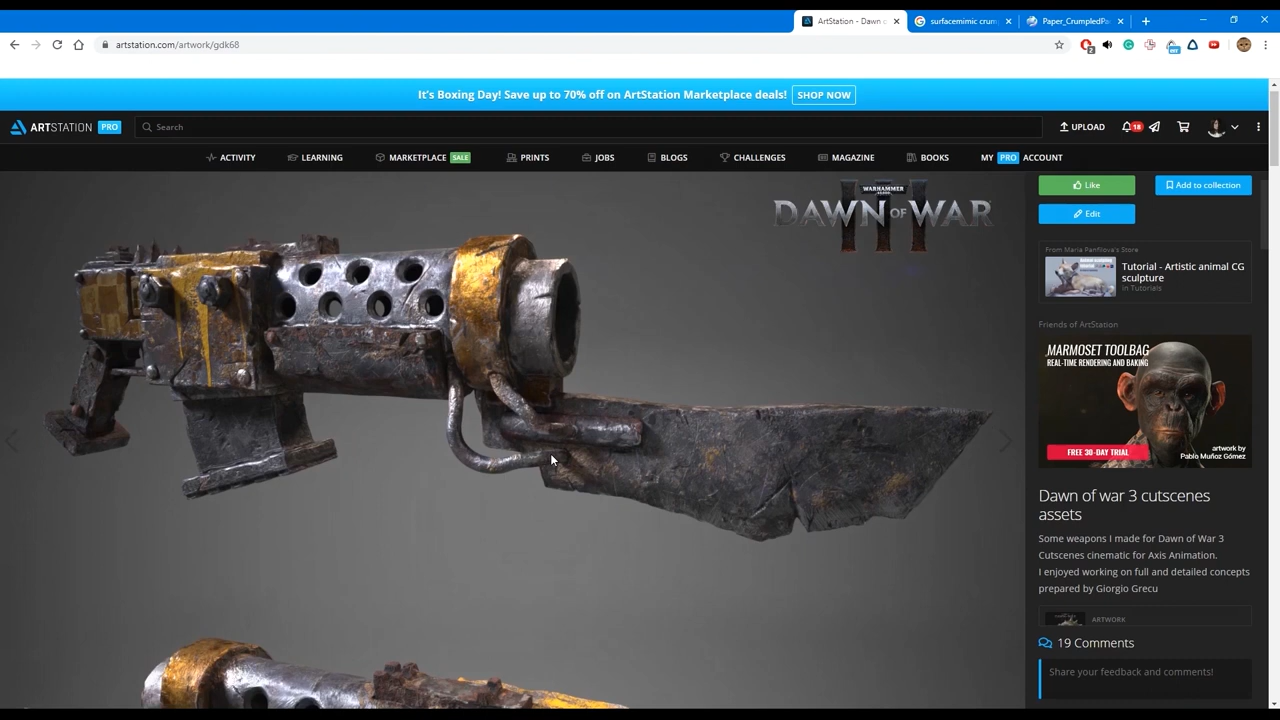 ArtStation - Dawn o
surfacemimic crum
Paper_CrumpledPa
artstation.com/artwork/gdk68
2
It's Boxing Day! Save up to 70% off on ArtStation Marketplace deals! SHOP NOW
ARTSTATION PRO
Search
UPLOAD
18
ACTIVITY LEARNING MARKETPLACE SALE PRINTS JOBS BLOGS CHALLENGES MAGAZINE BOOKS MY PRO ACCOUNT
WARHAMMER
DAWN OF WAR
III
Like
Add to collection
Edit
From Maria Panfilova's Store
Tutorial - Artistic animal CG
sculpture
in Tutorials
Friends of ArtStation
MARMOSET TOOLBAG
REAL-TIME RENDERING AND BAKING
FREE 30-DAY TRIAL
artwork by
Pablo Muñoz Gómez
Dawn of war 3 cutscenes
assets
Some weapons I made for Dawn of War 3
Cutscenes cinematic for Axis Animation.
I enjoyed working on full and detailed concepts
prepared by Giorgio Grecu
ARTWORK
19 Comments
Share your feedback and comments!